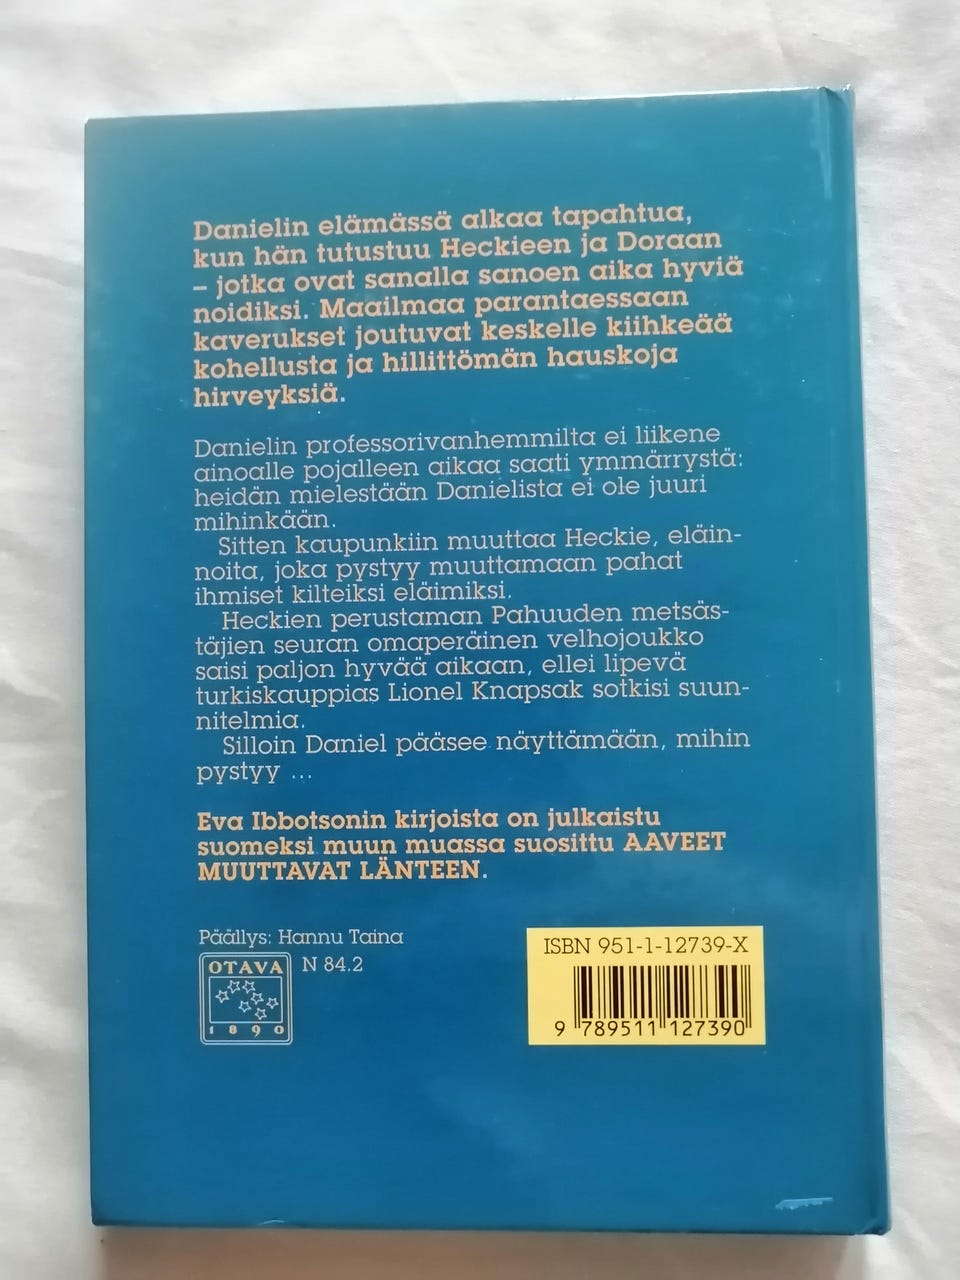 Danielin elämässä alkaa tapahtua,
kun hän tutustuu Heckieen ja Doraan
– jotka ovat sanalla sanoen aika hyviä
noidiksi. Maailmaa parantaessaan
kaverukset joutuvat keskelle kiihkeää
kohellusta ja hillittömän hauskoja
hirveyksiä.
Danielin professorivanhemmilta ei liikene
ainoalle pojalleen aikaa saati ymmärrystä:
heidän mielestään Danielista ei ole juuri
mihinkään.
Sitten kaupunkiin muuttaa Heckie, eläin-
noita, joka pystyy muuttamaan pahat
ihmiset kilteiksi eläimiksi.
Heckien perustaman Pahuuden metsäs-
täjien seuran omaperäinen velhojoukko
saisi paljon hyvää aikaan, ellei lipevä
turkiskauppias Lionel Knapsak sotkisi suun-
nitelmia.
Silloin Daniel pääsee näyttämään, mihin
pystyy ...
Eva Ibbotsonin kirjoista on julkaistu
suomeksi muun muassa suosittu AAVEET
MUUTTAVAT LÄNTEEN.
Päällys: Hannu Taina
OTAVA
1890
N 84.2
ISBN 951-1-12739-X
9 789511 127390